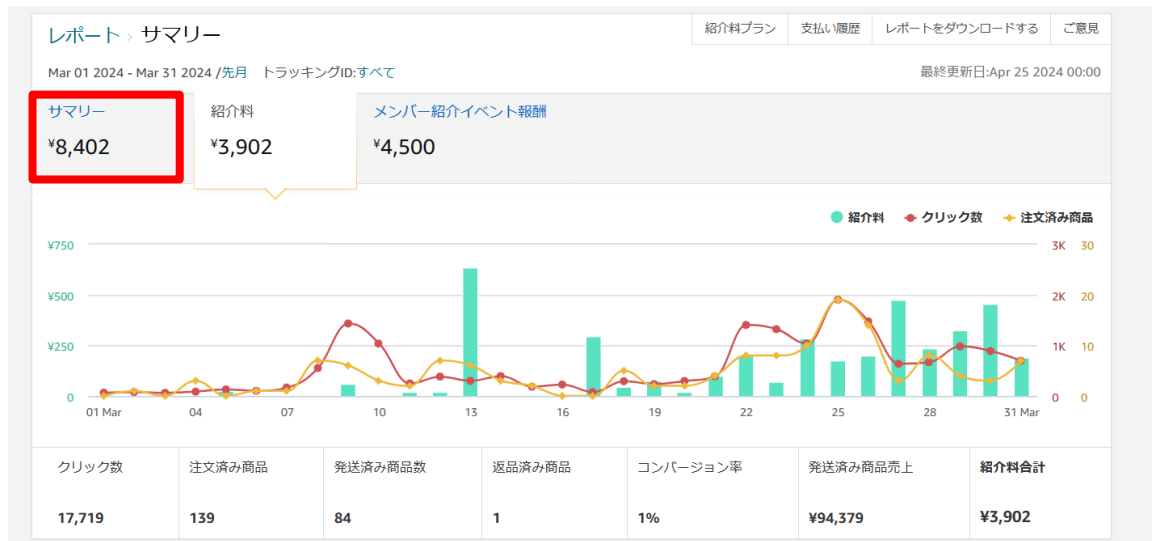 レポート › サマリー
紹介料プラン 支払い履歴 レポートをダウンロードする ご意見
Mar 01 2024 - Mar 31 2024 /先月 トラッキングID:すべて
最終更新日:Apr 25 2024 00:00
サマリー 紹介料 メンバー紹介イベント報酬
¥8,402 ¥3,902 ¥4,500
紹介料 クリック数 注文済み商品
¥750 3K 30
¥500 2K 20
¥250 1K 10
0 0 0
01 Mar 04 07 10 13 16 19 22 25 28 31 Mar
クリック数 注文済み商品 発送済み商品数 返品済み商品 コンバージョン率 発送済み商品売上 紹介料合計
17,719 139 84 1 1% ¥94,379 ¥3,902